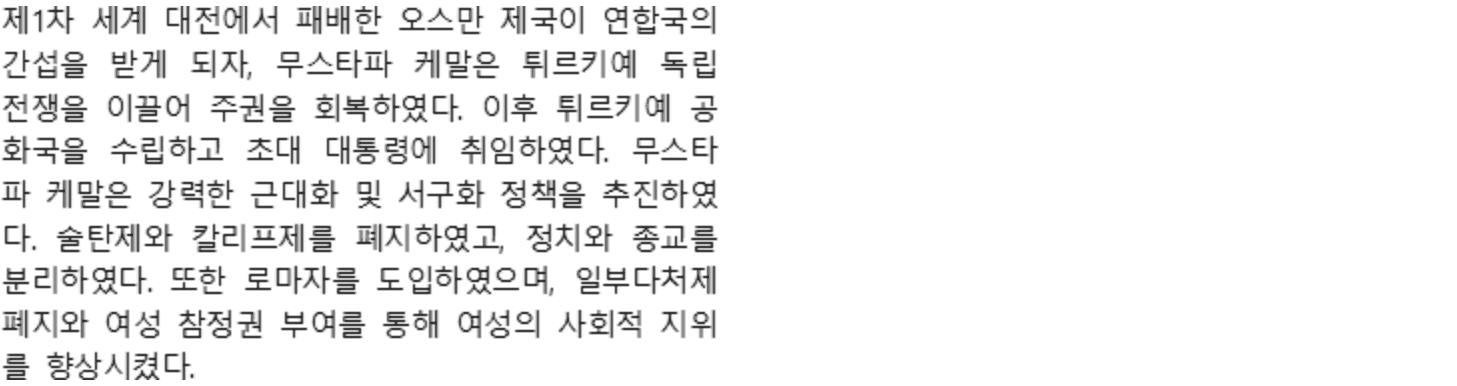 제1차 세계 대전에서 패배한 오스만 제국이 연합국의
간섭을 받게 되자, 무스타파 케말은 튀르키예 독립
전쟁을 이끌어 주권을 회복하였다. 이후 튀르키예 공
화국을 수립하고 초대 대통령에 취임하였다. 무스타
파 케말은 강력한 근대화 및 서구화 정책을 추진하였
다. 술탄제와 칼리프제를 폐지하였고, 정치와 종교를
분리하였다. 또한 로마자를 도입하였으며, 일부다처제
폐지와 여성 참정권 부여를 통해 여성의 사회적 지위
를 향상시켰다.